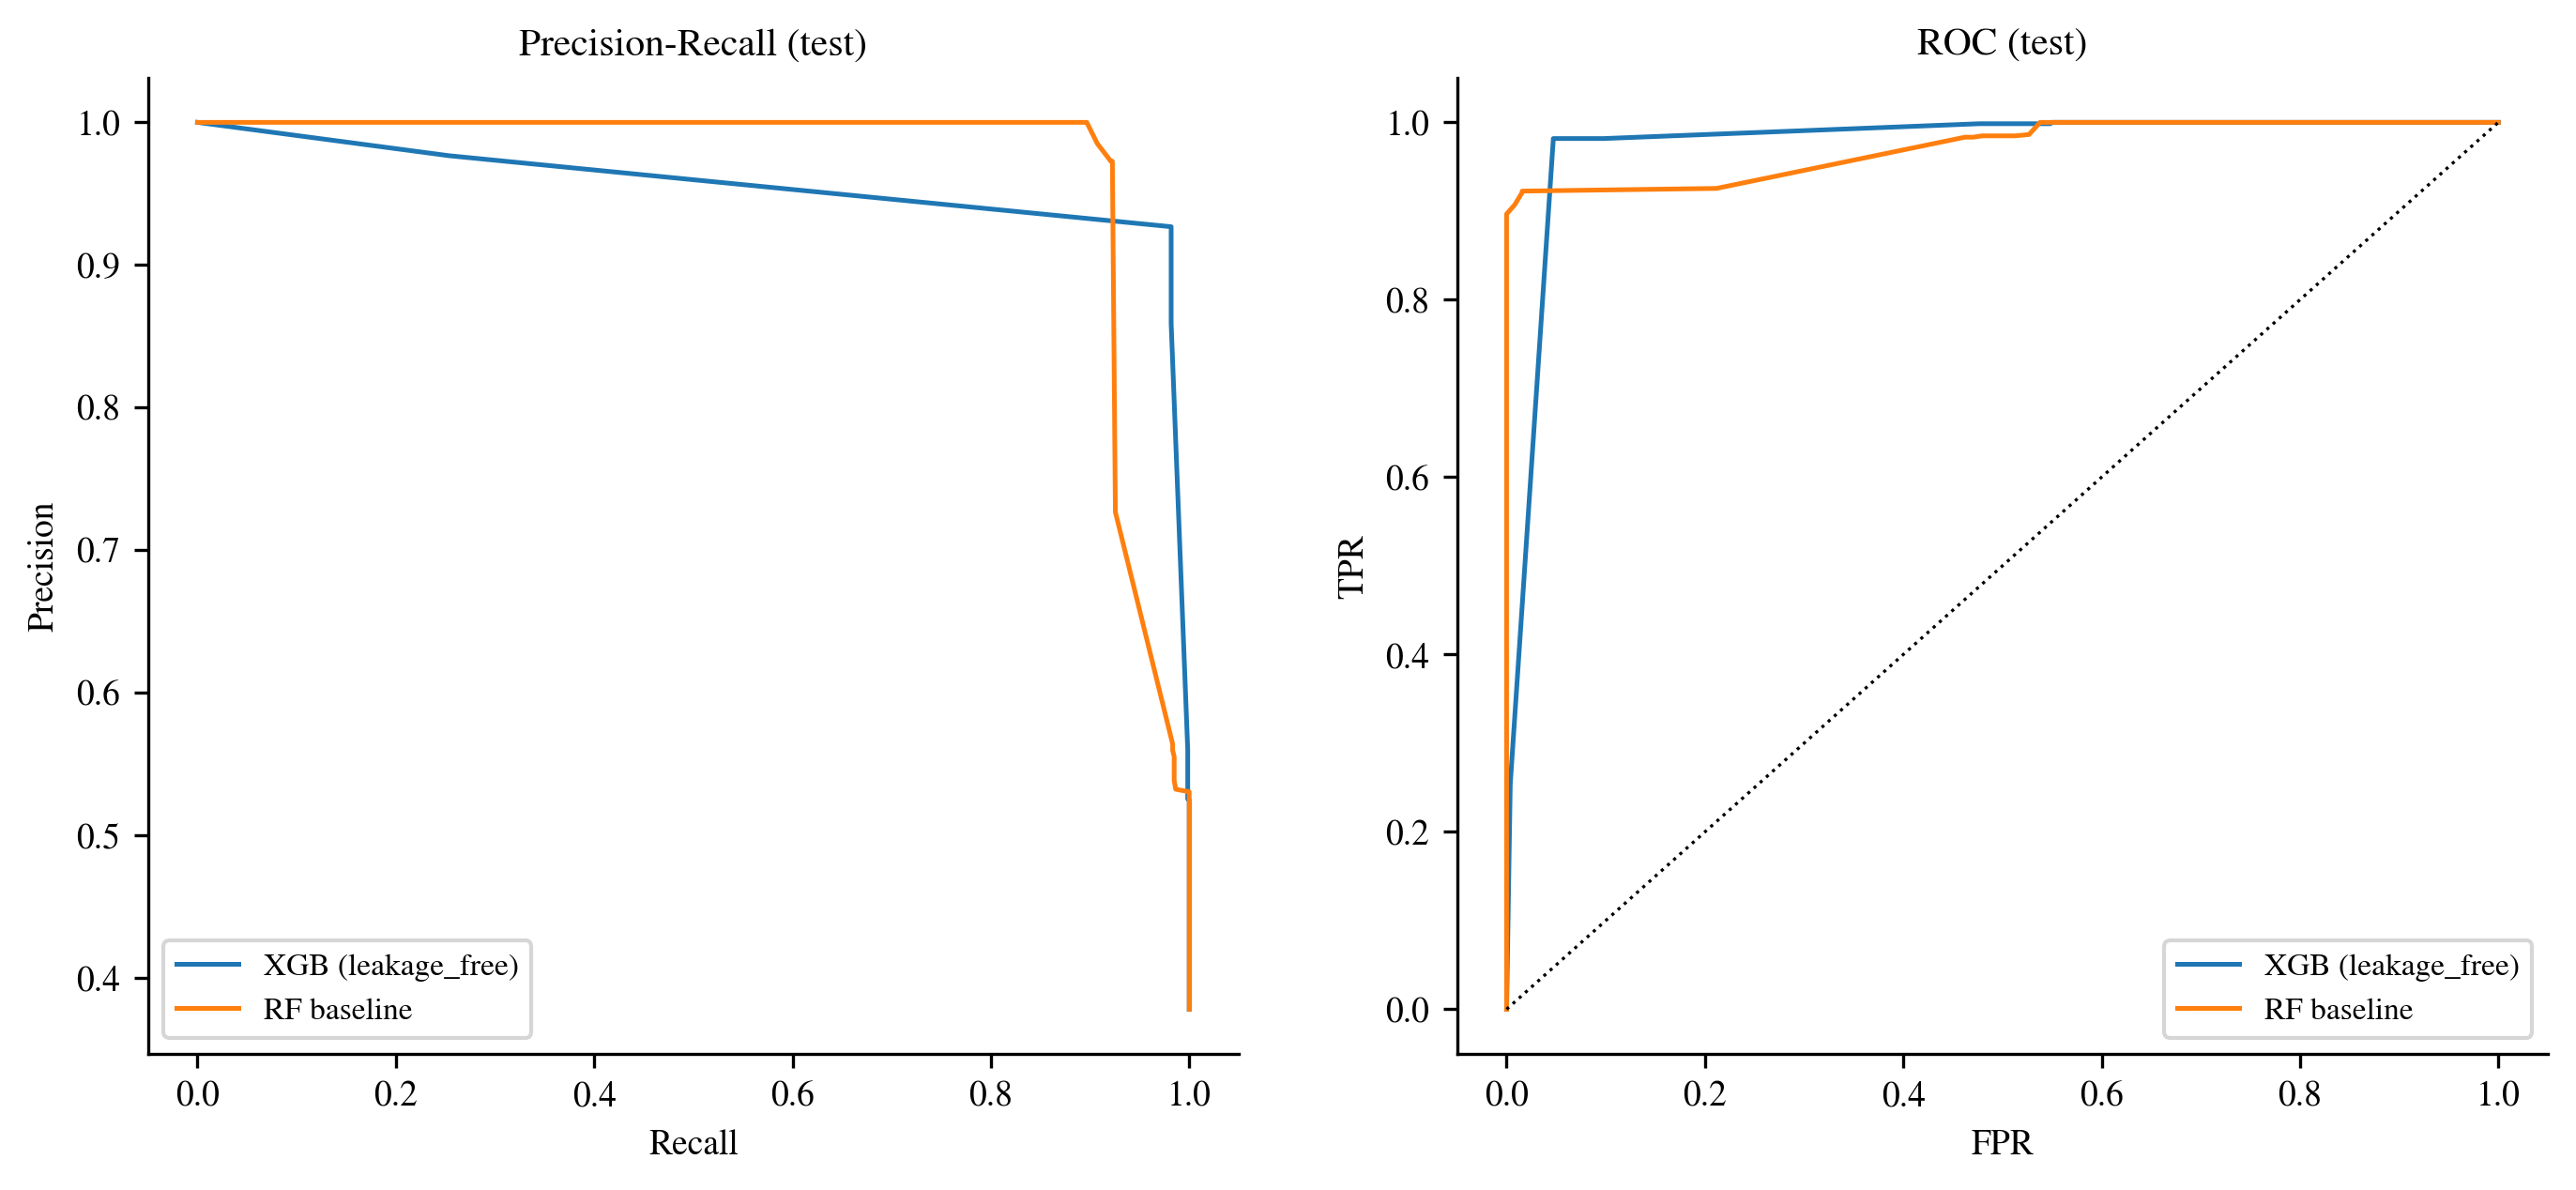 Precision-Recall (test)
1.0
0.9
0.8
0.7
0.6
0.5
0.4
Precision
XGB (leakage_free)
RF baseline
0.0 0.2 0.4 0.6 0.8 1.0
Recall
ROC (test)
1.0
0.8
0.6
0.4
0.2
0.0
TPR
XGB (leakage_free)
RF baseline
0.0 0.2 0.4 0.6 0.8 1.0
FPR